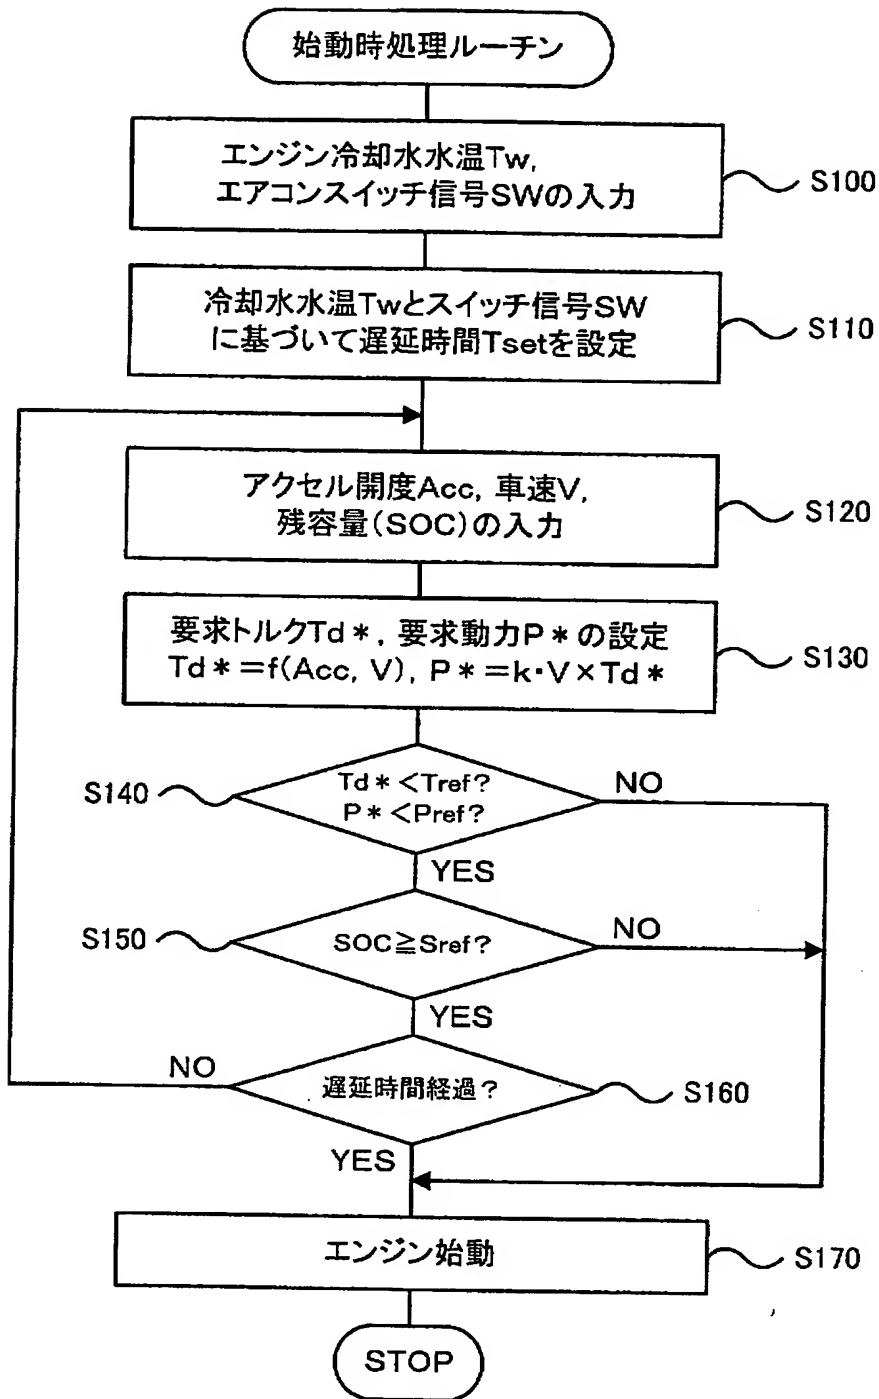 始動時処理ルーチン
エンジン冷却水水温Tw,
エアコンスイッチ信号SWの入力
S100
冷却水水温Twとスイッチ信号SW
に基づいて遅延時間Tsetを設定
S110
アクセル開度Acc, 車速V,
残容量(SOC)の入力
S120
要求トルクTd*, 要求動力P*の設定
Td*=f(Acc, V), P*=k・V×Td*
S130
S140
Td*<Tref?
P*<Pref?
NO
YES
S150
SOC≧Sref?
NO
YES
NO
遅延時間経過?
S160
YES
エンジン始動
S170
STOP